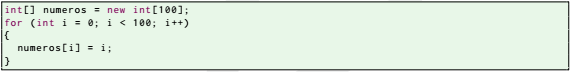 int[] numeros = new int[100];
for (int i = 0; i < 100; i++)
{
  numeros[i] = i;
}